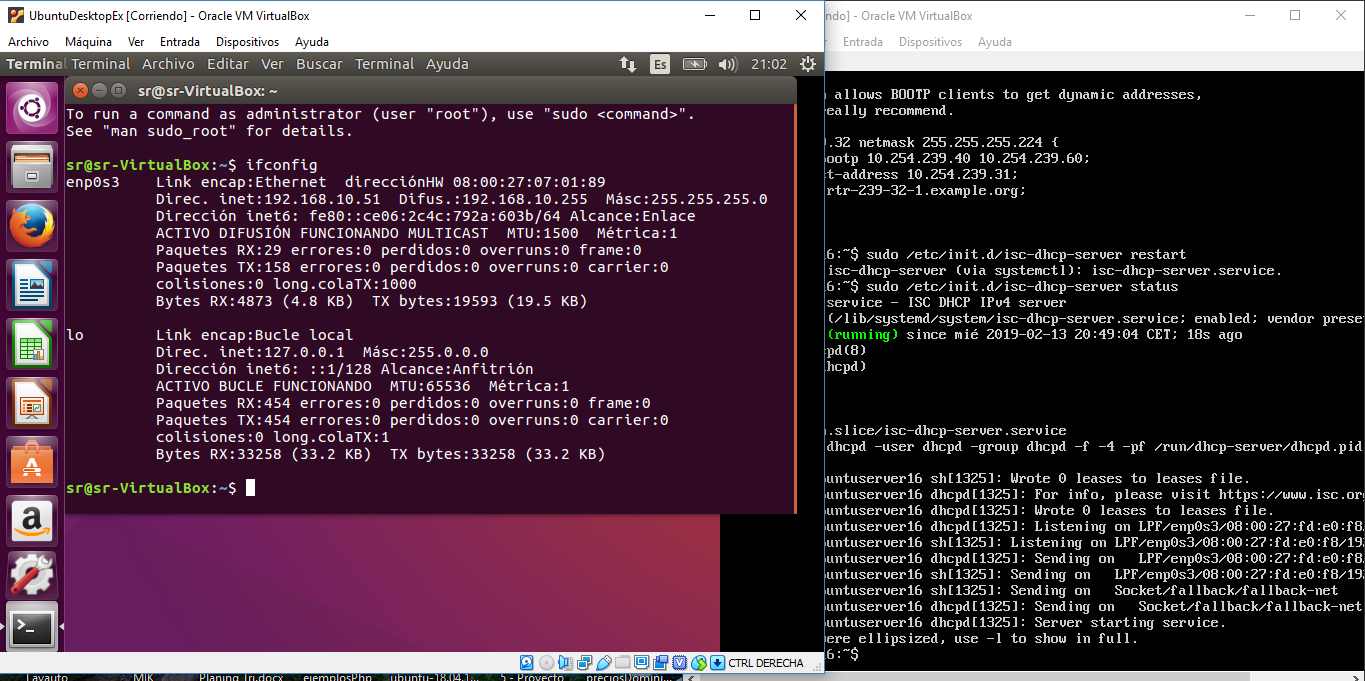 UbuntuDesktopEx [Corriendo] - Oracle VM VirtualBox
Archivo Máquina Ver Entrada Dispositivos Ayuda
Terminal Archivo Editar Ver Buscar Terminal Ayuda
Es
21:02
sr@sr-VirtualBox: ~
To run a command as administrator (user "root"), use "sudo <command>".
See "man sudo_root" for details.
sr@sr-VirtualBox:~$ ifconfig
enp0s3 Link encap:Ethernet direcciónHW 08:00:27:07:01:89
Direc. inet:192.168.10.51 Difus.:192.168.10.255 Másc:255.255.255.0
Dirección inet6: fe80::ce06:2c4c:792a:603b/64 Alcance:Enlace
ACTIVO DIFUSIÓN FUNCIONANDO MULTICAST MTU:1500 Métrica:1
Paquetes RX:29 errores:0 perdidos:0 overruns:0 frame:0
Paquetes TX:158 errores:0 perdidos:0 overruns:0 carrier:0
colisiones:0 long.colaTX:1000
Bytes RX:4873 (4.8 KB) TX bytes:19593 (19.5 KB)
lo Link encap:Bucle local
Direc. inet:127.0.0.1 Másc:255.0.0.0
Dirección inet6: ::1/128 Alcance:Anfitrión
ACTIVO BUCLE FUNCIONANDO MTU:65536 Métrica:1
Paquetes RX:454 errores:0 perdidos:0 overruns:0 frame:0
Paquetes TX:454 errores:0 perdidos:0 overruns:0 carrier:0
colisiones:0 long.colaTX:1
Bytes RX:33258 (33.2 KB) TX bytes:33258 (33.2 KB)
sr@sr-VirtualBox:~$
CTRL DERECHA
ndo] - Oracle VM VirtualBox
Entrada Dispositivos Ayuda
allows BOOTP clients to get dynamic addresses,
eally recommend.
.32 netmask 255.255.255.224 {
ootp 10.254.239.40 10.254.239.60;
t-address 10.254.239.31;
rtr-239-32-1.example.org;
6:~$ sudo /etc/init.d/isc-dhcp-server restart
isc-dhcp-server (via systemctl): isc-dhcp-server.service.
6:~$ sudo /etc/init.d/isc-dhcp-server status
service - ISC DHCP IPv4 server
(/lib/systemd/system/isc-dhcp-server.service; enabled; vendor prese
(running) since mié 2019-02-13 20:49:04 CET; 18s ago
pd(8)
hcpd)
.slice/isc-dhcp-server.service
dhcpd -user dhcpd -group dhcpd -f -4 -pf /run/dhcp-server/dhcpd.pid
untuserver16 sh[1325]: Wrote 0 leases to leases file.
untuserver16 dhcpd[1325]: For info, please visit https://www.isc.org
untuserver16 dhcpd[1325]: Wrote 0 leases to leases file.
untuserver16 dhcpd[1325]: Listening on LPF/enp0s3/08:00:27:fd:e0:f8/
untuserver16 sh[1325]: Listening on LPF/enp0s3/08:00:27:fd:e0:f8/19
untuserver16 dhcpd[1325]: Sending on LPF/enp0s3/08:00:27:fd:e0:f8/
untuserver16 sh[1325]: Sending on LPF/enp0s3/08:00:27:fd:e0:f8/19
untuserver16 sh[1325]: Sending on Socket/fallback/fallback-net
untuserver16 dhcpd[1325]: Sending on Socket/fallback/fallback-net
untuserver16 dhcpd[1325]: Server starting service.
ere ellipsized, use -l to show in full.
6:~$
Lavauto MIK Planing Tri.docx ejemplosPhp ubuntu-18.04.1... 5 - Proyecto preciosDomini...